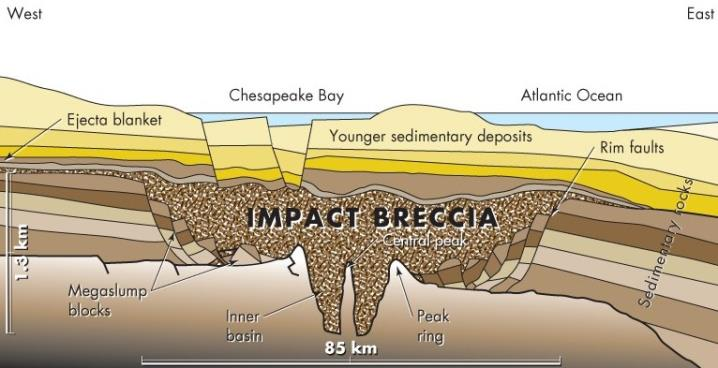 West
East
Chesapeake Bay
Atlantic Ocean
Ejecta blanket
Younger sedimentary deposits
Rim faults
IMPACT BRECCIA
Central peak
Sedimentary rocks
1.3 km
Megaslump
blocks
Inner
basin
Peak
ring
85 km